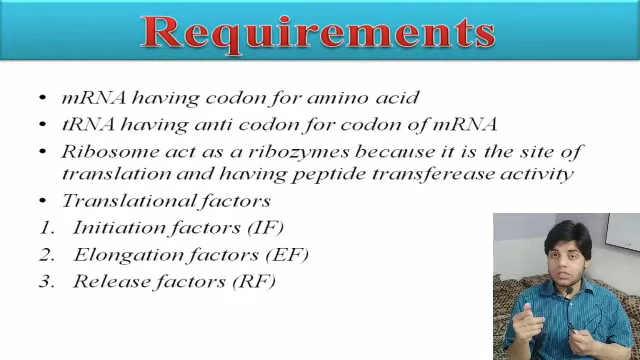 Requirements
• mRNA having codon for amino acid
• tRNA having anti codon for codon of mRNA
• Ribosome act as a ribozymes because it is the site of
translation and having peptide transferease activity
• Translational factors
1. Initiation factors (IF)
2. Elongation factors (EF)
3. Release factors (RF)